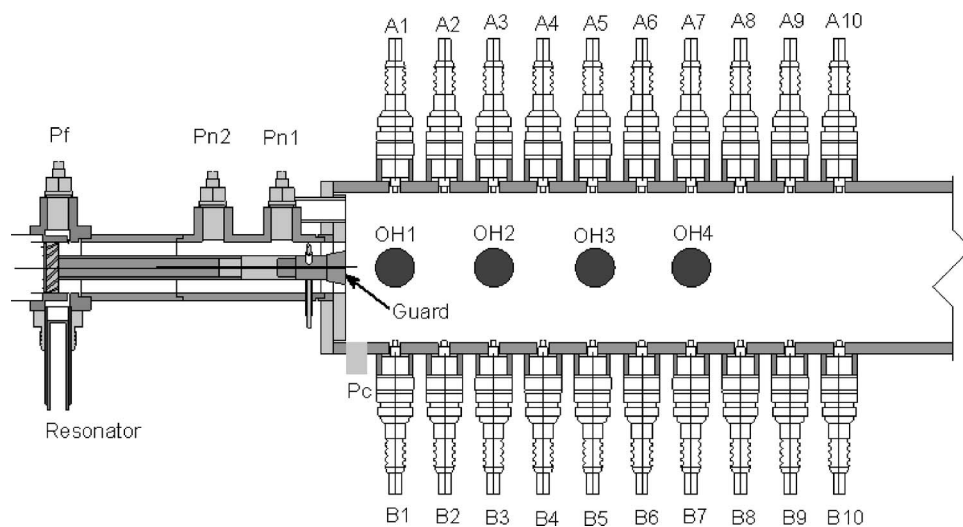 A1 A2 A3 A4 A5 A6 A7 A8 A9 A10
Pf Pn2 Pn1
OH1 OH2 OH3 OH4
Guard
Pc
Resonator
B1 B2 B3 B4 B5 B6 B7 B8 B9 B10